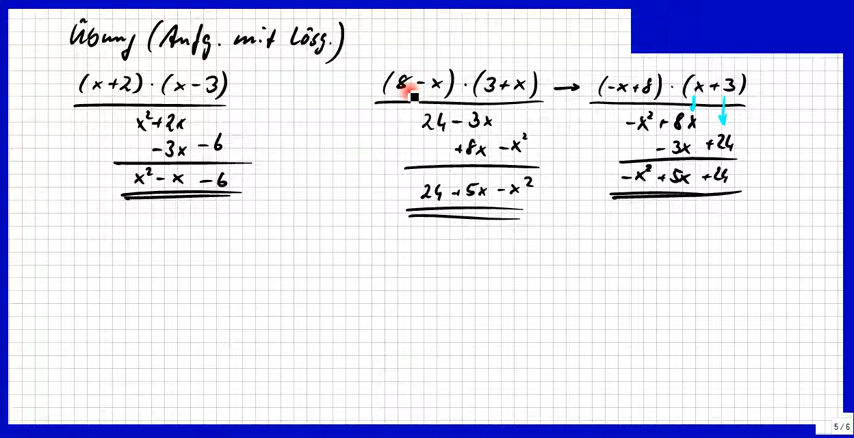 Übung (Aufg. mit Lösg.)
(x+2) · (x-3)
x²+2x
-3x -6
x² - x - 6
(8 - x) · (3 + x) →
24 - 3x
+8x - x²
24 + 5x - x²
(-x+8) · (x+3)
-x² + 8x
- 3x +24
-x² + 5x +24
5/6